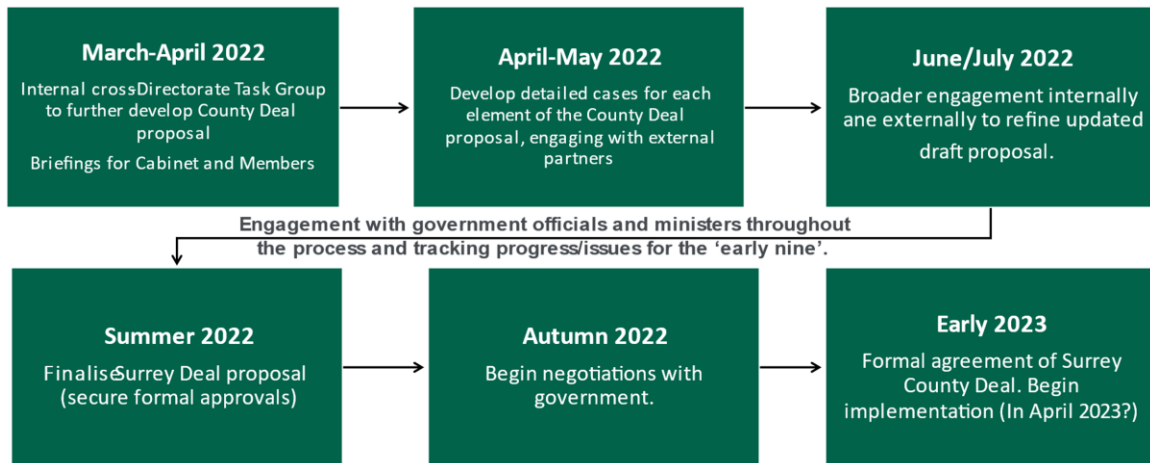 March-April 2022
Internal cross-Directorate Task Group
to further develop County Deal
proposal
Briefings for Cabinet and Members
April-May 2022
Develop detailed cases for each
element of the County Deal
proposal, engaging with external
partners
June/July 2022
Broader engagement internally
ane externally to refine updated
draft proposal.
Engagement with government officials and ministers throughout
the process and tracking progress/issues for the ‘early nine’.
Summer 2022
Finalise Surrey Deal proposal
(secure formal approvals)
Autumn 2022
Begin negotiations with
government.
Early 2023
Formal agreement of Surrey
County Deal. Begin
implementation (In April 2023?)